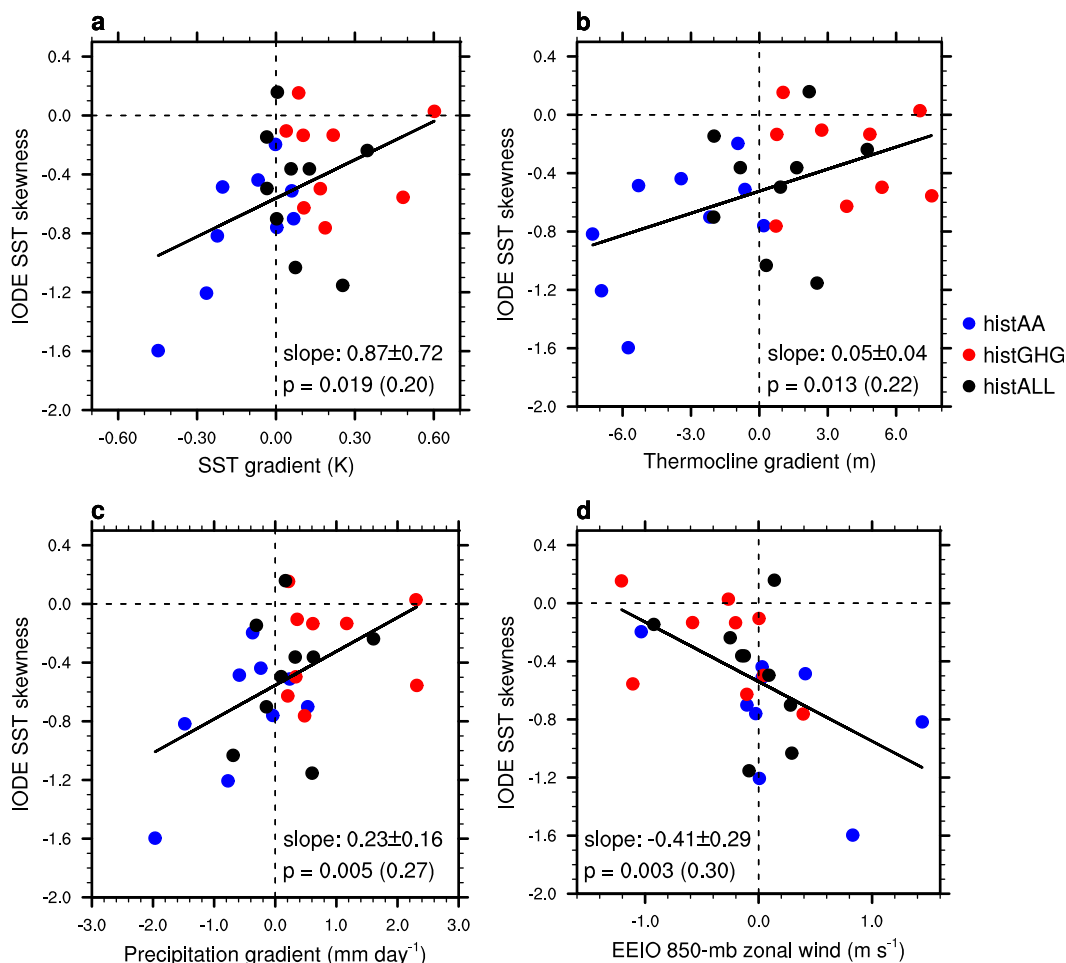 a
IODE SST skewness
0.4
0.0
-0.4
-0.8
-1.2
-1.6
-2.0
slope: 0.87±0.72
p = 0.019 (0.20)
-0.60 -0.30 0.00 0.30 0.60
SST gradient (K)
b
IODE SST skewness
0.4
0.0
-0.4
-0.8
-1.2
-1.6
-2.0
slope: 0.05±0.04
p = 0.013 (0.22)
-6.0 -3.0 0.0 3.0 6.0
Thermocline gradient (m)
histAA
histGHG
histALL
c
IODE SST skewness
0.4
0.0
-0.4
-0.8
-1.2
-1.6
-2.0
slope: 0.23±0.16
p = 0.005 (0.27)
-3.0 -2.0 -1.0 0.0 1.0 2.0 3.0
Precipitation gradient (mm day⁻¹)
d
IODE SST skewness
0.4
0.0
-0.4
-0.8
-1.2
-1.6
-2.0
slope: -0.41±0.29
p = 0.003 (0.30)
-1.0 0.0 1.0
EEIO 850-mb zonal wind (m s⁻¹)